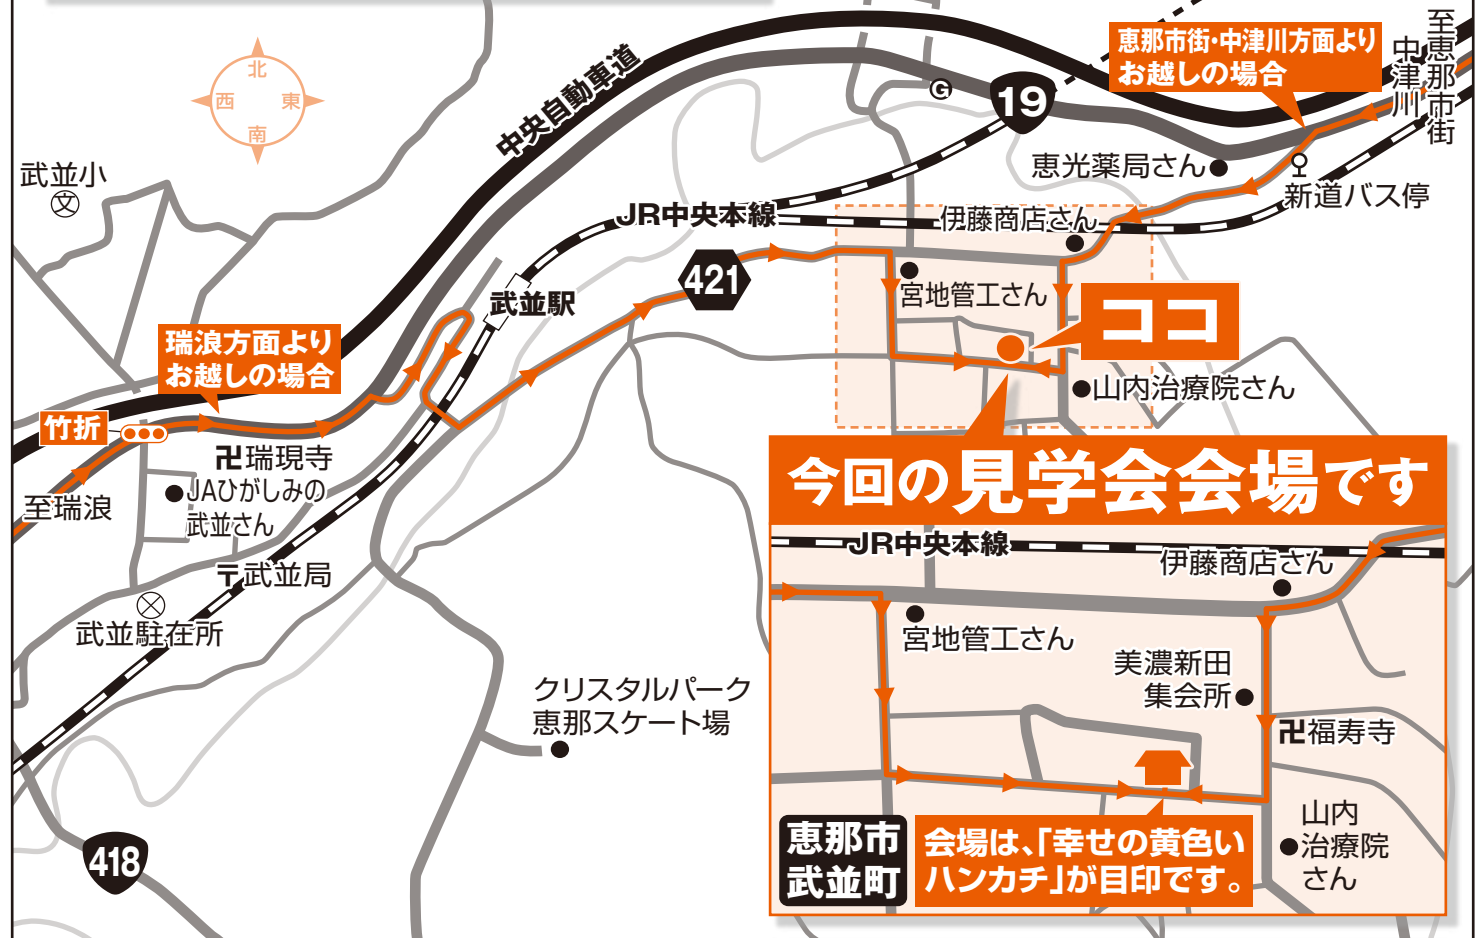 北
西
東
南
武並小
文
中央自動車道
G
19
恵那市街・中津川方面より
お越しの場合
至恵那市街
中津川
恵光薬局さん
新道バス停
JR中央本線
伊藤商店さん
421
宮地管工さん
武並駅
ココ
瑞浪方面より
お越しの場合
山内治療院さん
竹折
卍瑞現寺
至瑞浪
JAひがしみの
武並さん
〒武並局
武並駐在所
クリスタルパーク
恵那スケート場
418
今回の見学会会場です
JR中央本線
伊藤商店さん
宮地管工さん
美濃新田
集会所
卍福寿寺
山内
治療院
さん
恵那市
武並町
会場は、「幸せの黄色い
ハンカチ」が目印です。